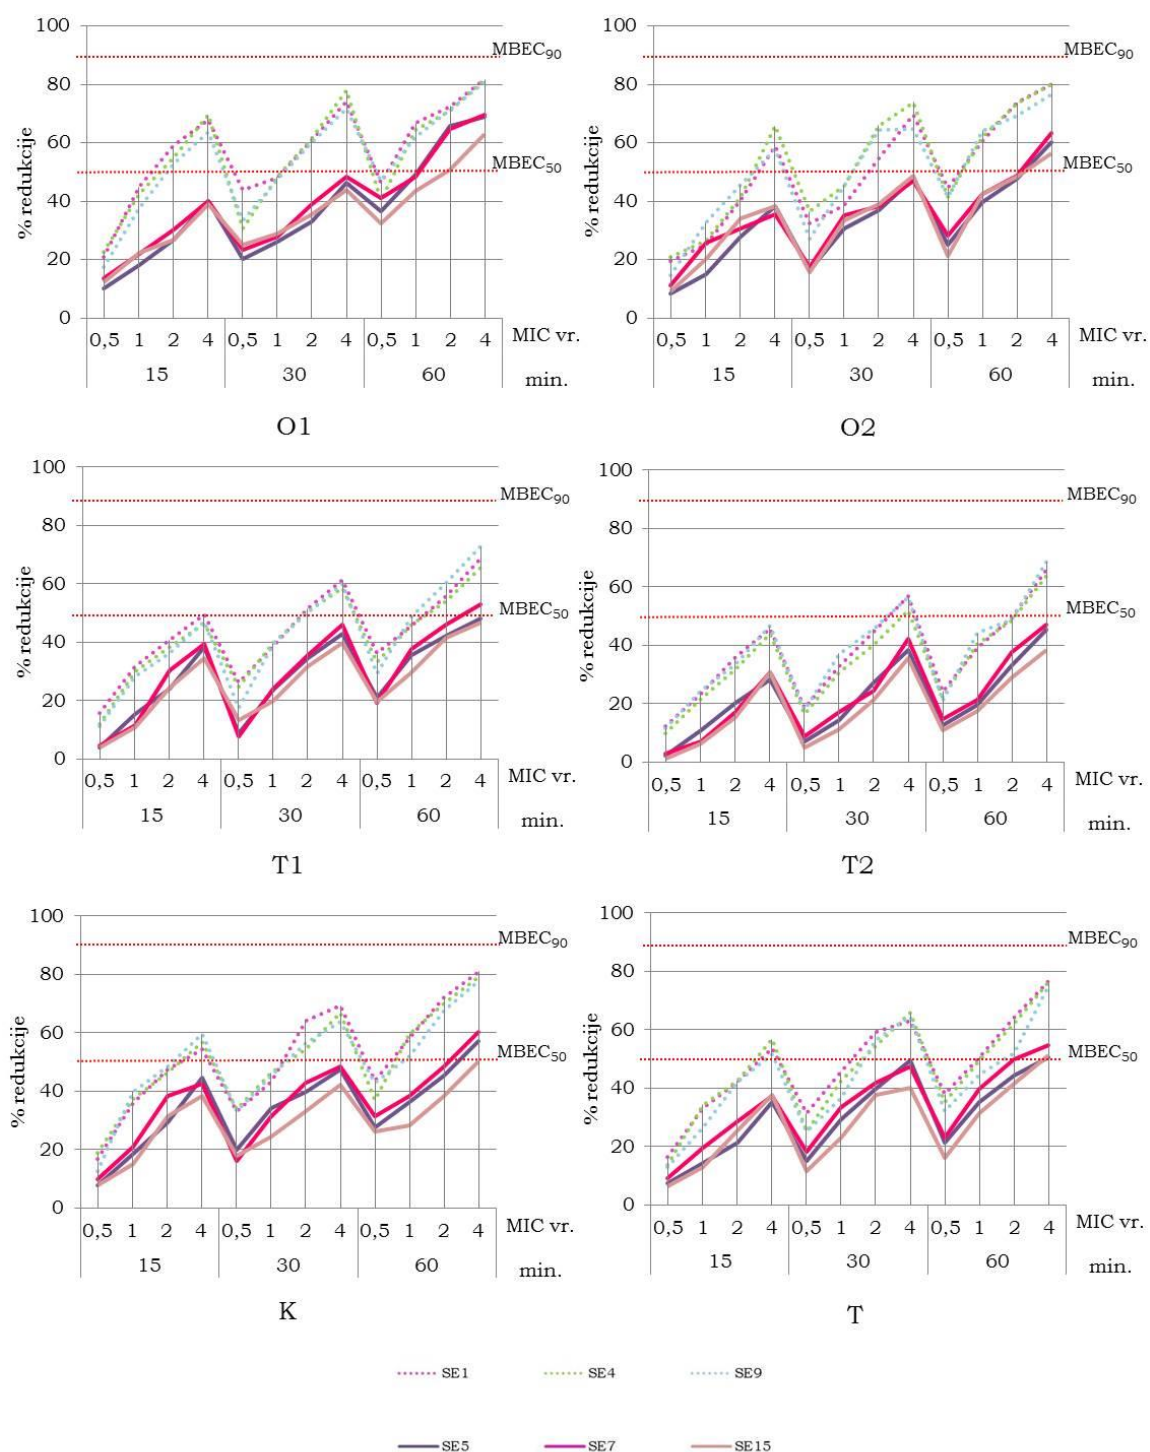 100
MBEC90
80
% redukcije
60
MBEC50
40
20
0
0,5 1 2 4 0,5 1 2 4 0,5 1 2 4 MIC vr.
15 30 60 min.
O1
100
MBEC90
80
% redukcije
60
MBEC50
40
20
0
0,5 1 2 4 0,5 1 2 4 0,5 1 2 4 MIC vr.
15 30 60 min.
O2
100
MBEC90
80
% redukcije
60
MBEC50
40
20
0
0,5 1 2 4 0,5 1 2 4 0,5 1 2 4 MIC vr.
15 30 60 min.
T1
100
MBEC90
80
% redukcije
60
MBEC50
40
20
0
0,5 1 2 4 0,5 1 2 4 0,5 1 2 4 MIC vr.
15 30 60 min.
T2
100
MBEC90
80
% redukcije
60
MBEC50
40
20
0
0,5 1 2 4 0,5 1 2 4 0,5 1 2 4 MIC vr.
15 30 60 min.
K
100
MBEC90
80
% redukcije
60
MBEC50
40
20
0
0,5 1 2 4 0,5 1 2 4 0,5 1 2 4 MIC vr.
15 30 60 min.
T
SE1 SE4 SE9
SE5 SE7 SE15